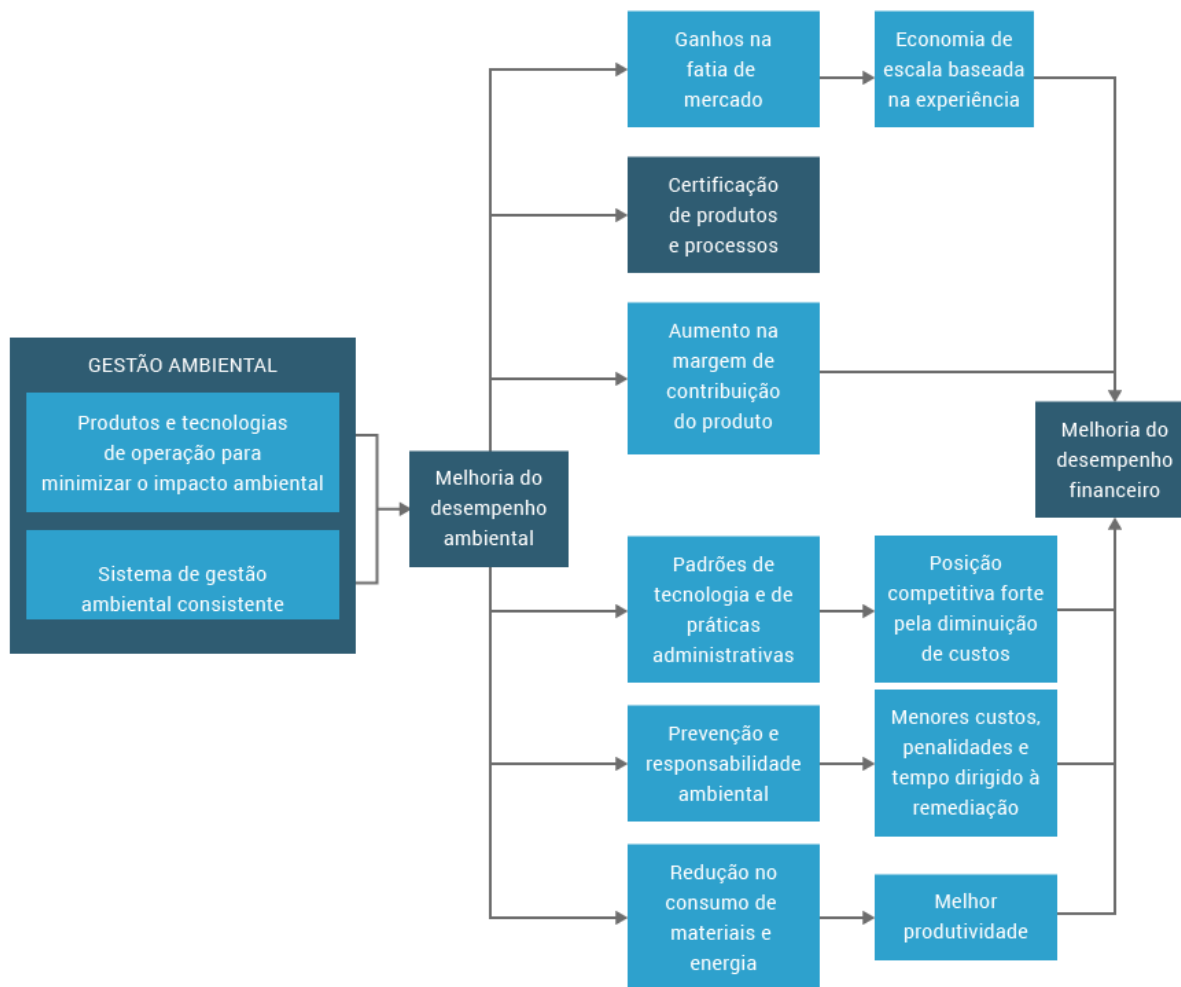 GESTÃO AMBIENTAL
Produtos e tecnologias
de operação para
minimizar o impacto ambiental
Sistema de gestão
ambiental consistente
Melhoria do
desempenho
ambiental
Ganhos na
fatia de
mercado
Economia de
escala baseada
na experiência
Certificação
de produtos
e processos
Aumento na
margem de
contribuição
do produto
Melhoria do
desempenho
financeiro
Padrões de
tecnologia e de
práticas
administrativas
Posição
competitiva forte
pela diminuição
de custos
Prevenção e
responsabilidade
ambiental
Menores custos,
penalidades e
tempo dirigido à
remediação
Redução no
consumo de
materiais e
energia
Melhor
produtividade